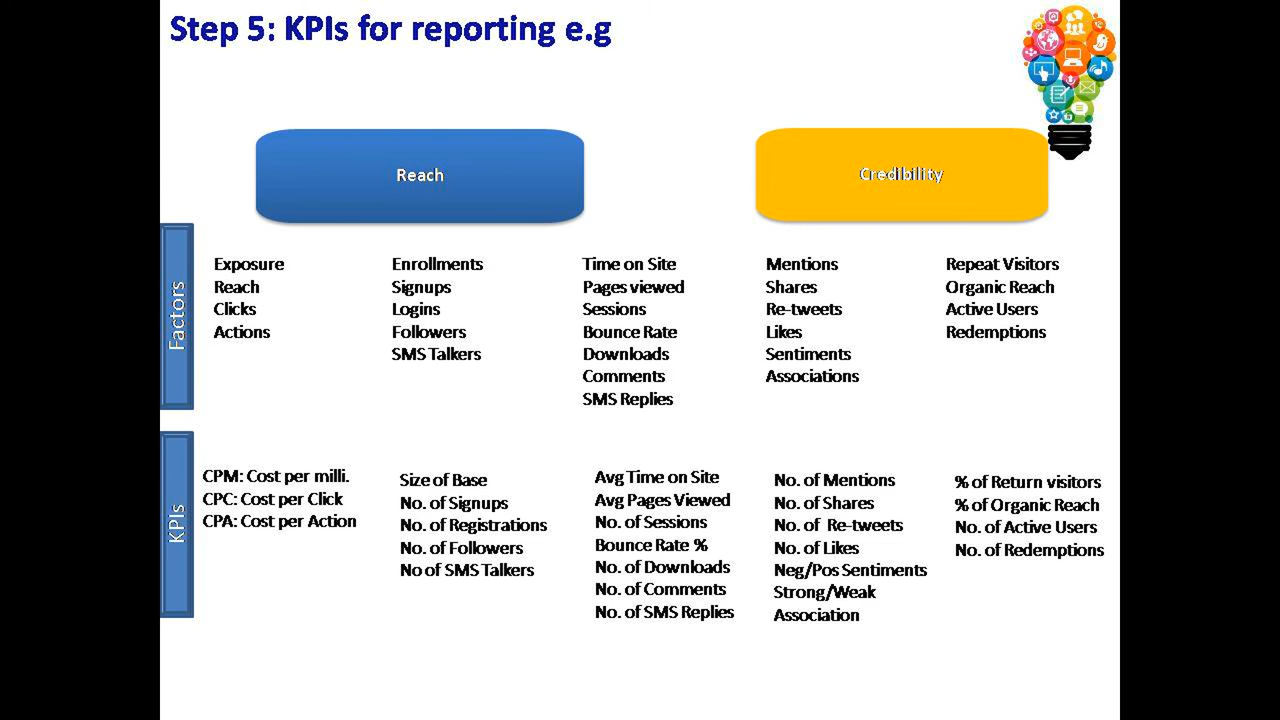 Step 5: KPIs for reporting e.g
Reach
Credibility
Factors
Exposure
Reach
Clicks
Actions
Enrollments
Signups
Logins
Followers
SMS Talkers
Time on Site
Pages viewed
Sessions
Bounce Rate
Downloads
Comments
SMS Replies
Mentions
Shares
Re-tweets
Likes
Sentiments
Associations
Repeat Visitors
Organic Reach
Active Users
Redemptions
KPIs
CPM: Cost per milli.
CPC: Cost per Click
CPA: Cost per Action
Size of Base
No. of Signups
No. of Registrations
No. of Followers
No of SMS Talkers
Avg Time on Site
Avg Pages Viewed
No. of Sessions
Bounce Rate %
No. of Downloads
No. of Comments
No. of SMS Replies
No. of Mentions
No. of Shares
No. of Re-tweets
No. of Likes
Neg/Pos Sentiments
Strong/Weak
Association
% of Return visitors
% of Organic Reach
No. of Active Users
No. of Redemptions